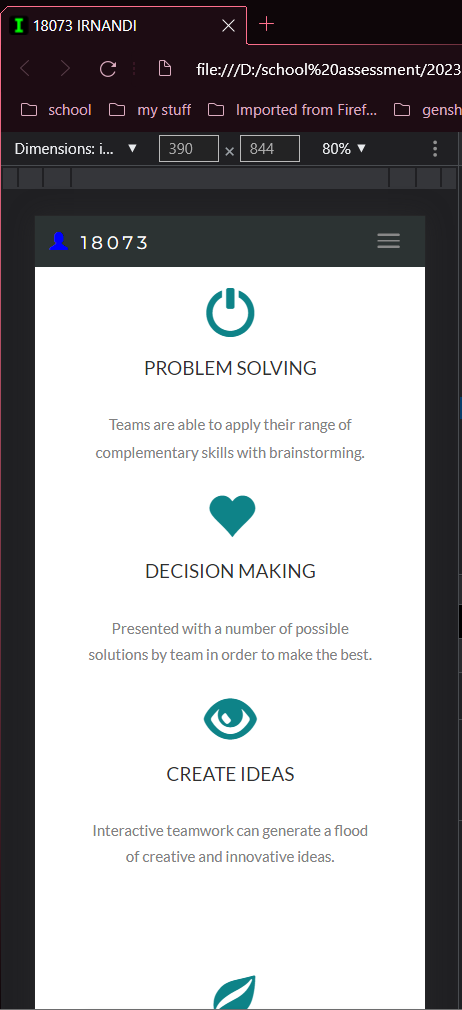 18073 IRNANDI
file:///D:/school%20assessment/2023
school my stuff Imported from Firef... gensh
Dimensions: i... 390 × 844 80%
18073
PROBLEM SOLVING
Teams are able to apply their range of
complementary skills with brainstorming.
DECISION MAKING
Presented with a number of possible
solutions by team in order to make the best.
CREATE IDEAS
Interactive teamwork can generate a flood
of creative and innovative ideas.